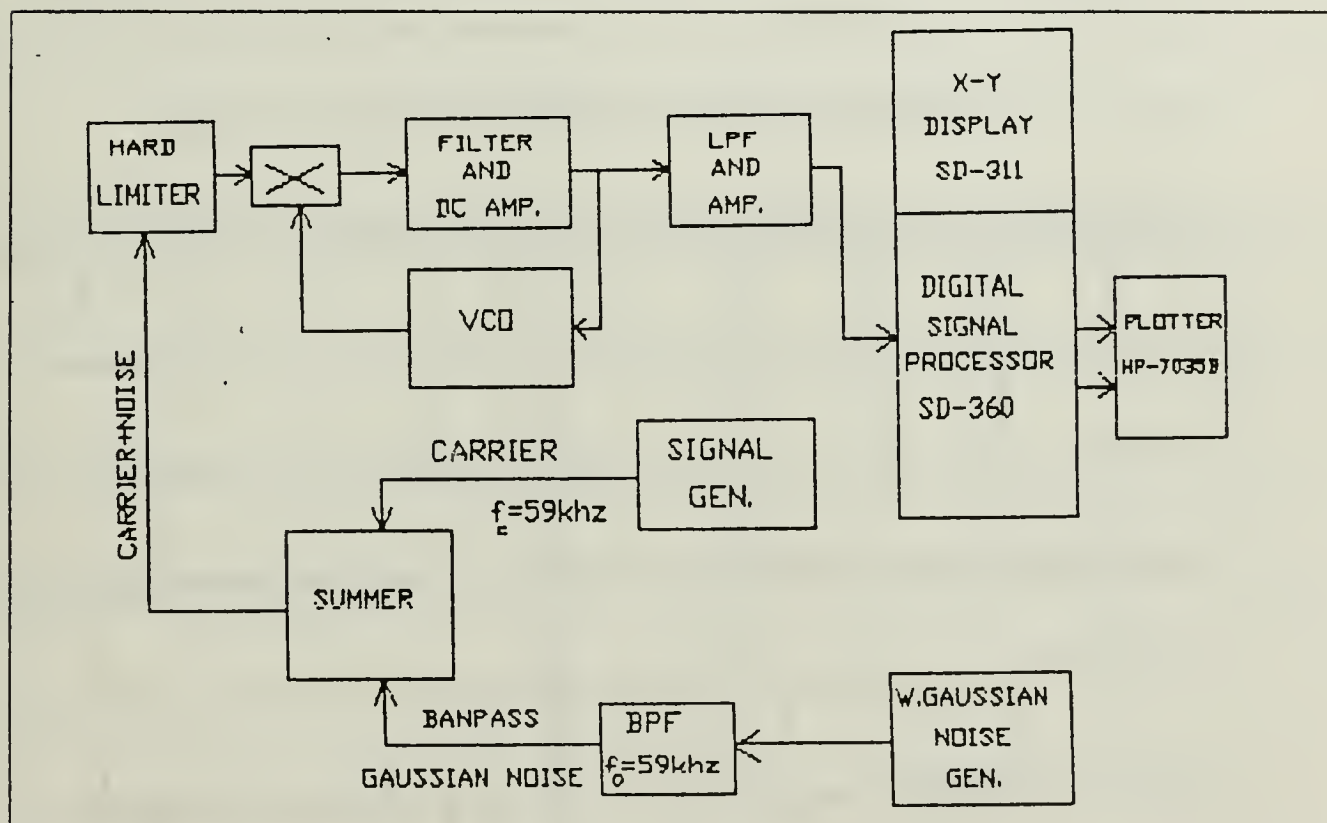 HARD
LIMITER
FILTER
AND
DC AMP.
LPF
AND
AMP.
X-Y
DISPLAY
SD-311
VCO
DIGITAL
SIGNAL
PROCESSOR
SD-360
PLOTTER
HP-7035B
CARRIER+NOISE
CARRIER
fc=59khz
SIGNAL
GEN.
SUMMER
BANPASS
GAUSSIAN NOISE
BPF
fo=59khz
W.GAUSSIAN
NOISE
GEN.